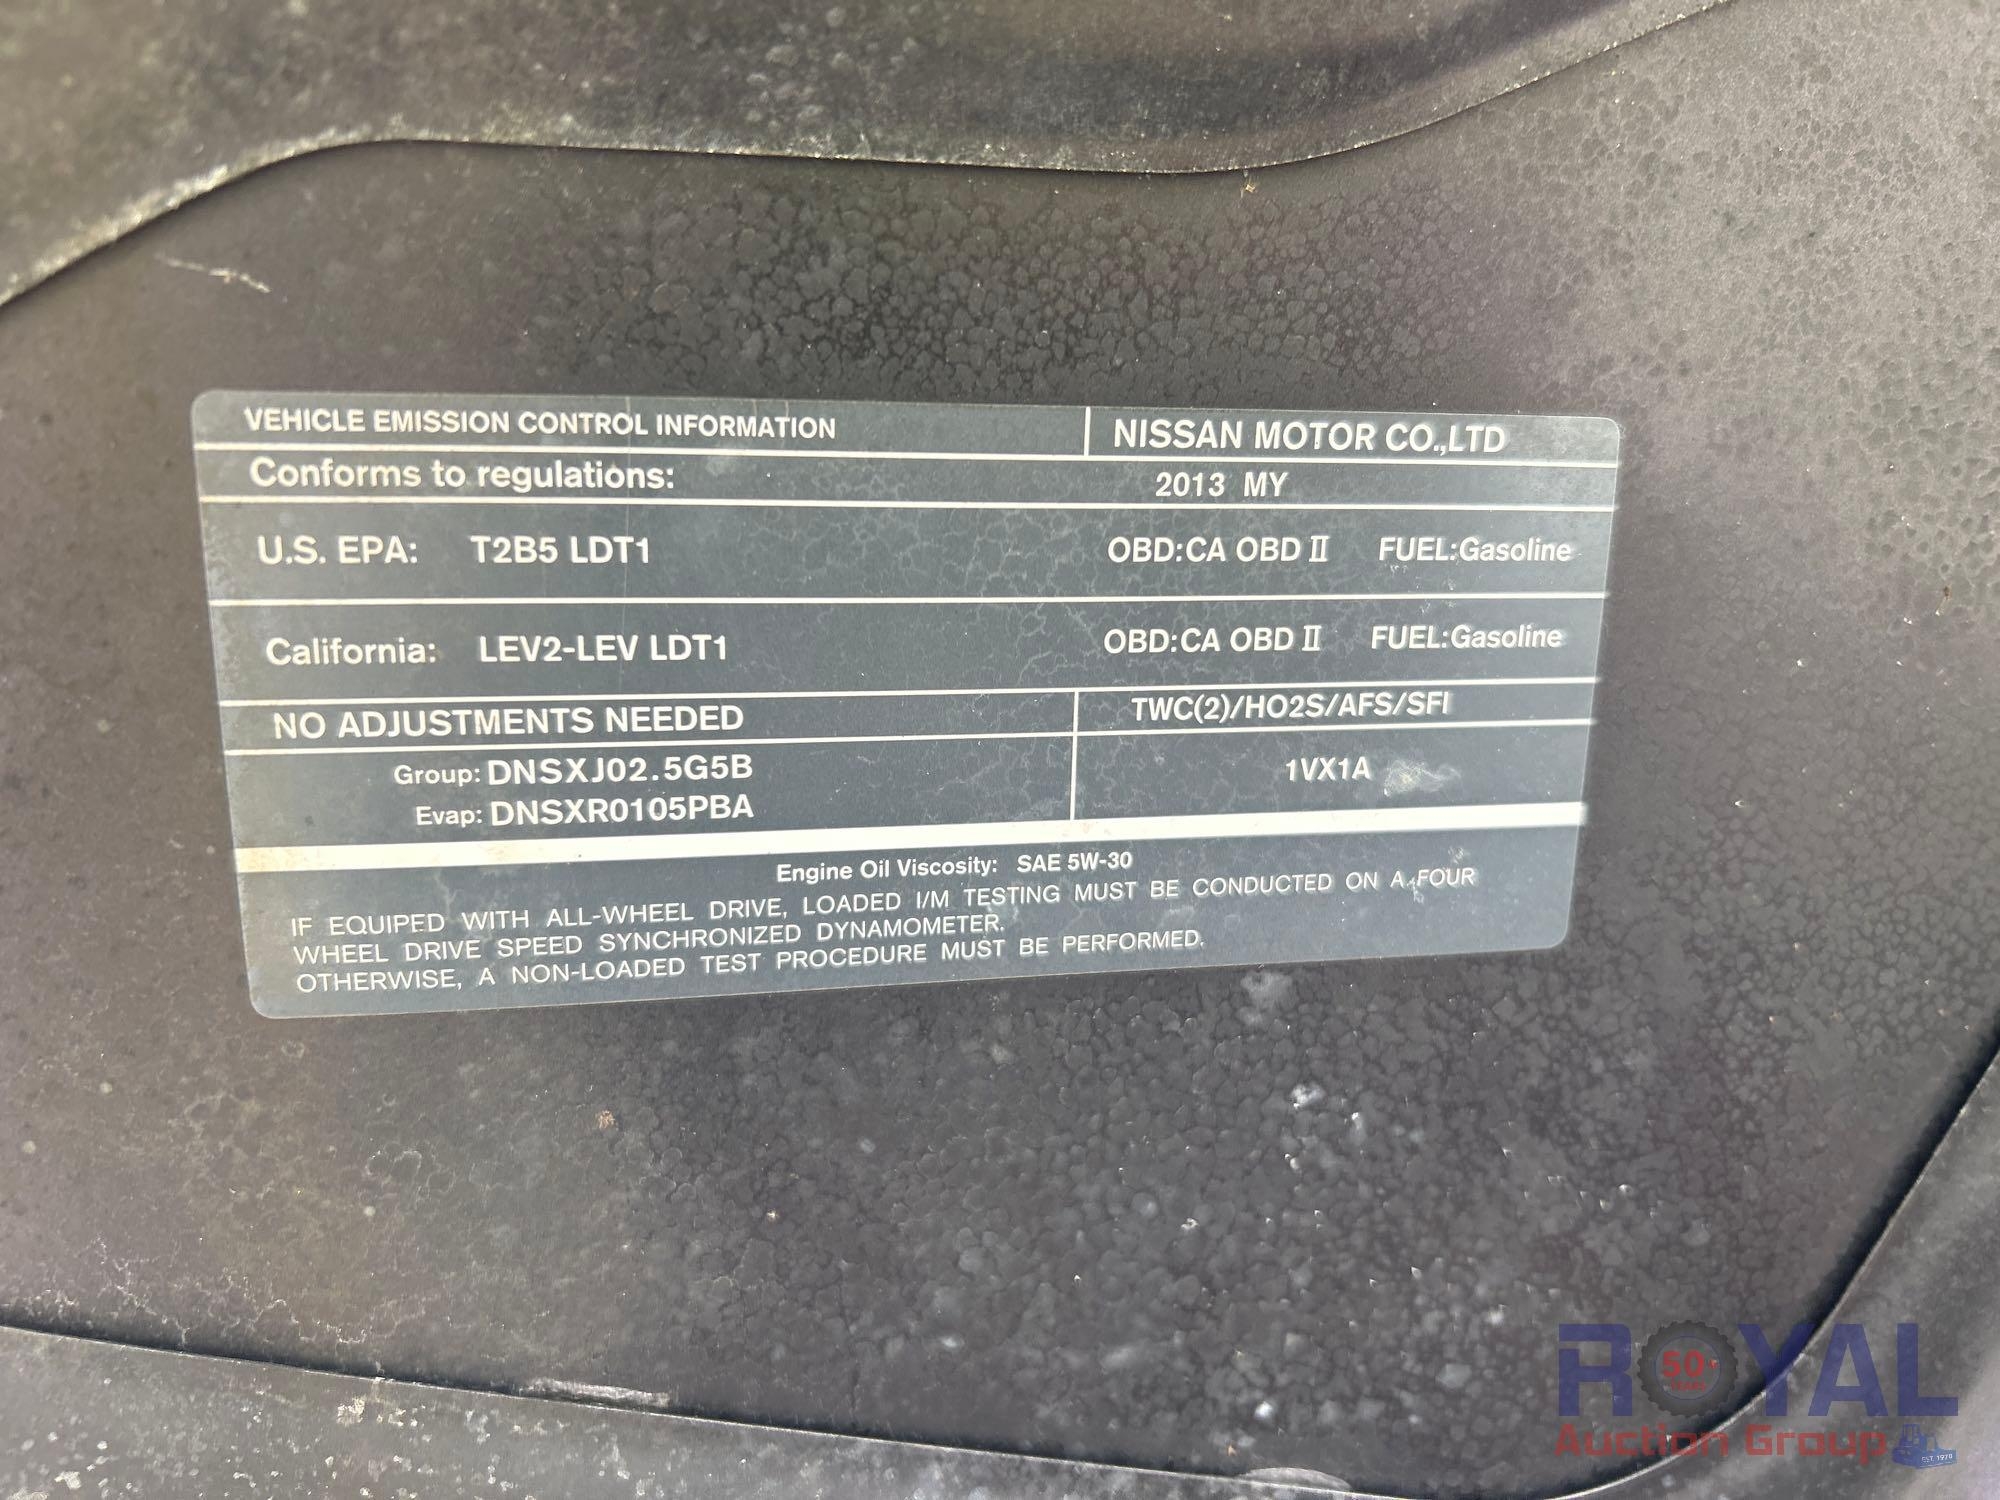 VEHICLE EMISSION CONTROL INFORMATION NISSAN MOTOR CO.,LTD
Conforms to regulations: 2013 MY
U.S. EPA: T2B5 LDT1 OBD:CA OBD II FUEL:Gasoline
California: LEV2-LEV LDT1 OBD:CA OBD II FUEL:Gasoline
NO ADJUSTMENTS NEEDED TWC(2)/HO2S/AFS/SFI
Group: DNSXJ02.5G5B 1VX1A
Evap: DNSXR0105PBA
Engine Oil Viscosity: SAE 5W-30
IF EQUIPED WITH ALL-WHEEL DRIVE, LOADED I/M TESTING MUST BE CONDUCTED ON A FOUR
WHEEL DRIVE SPEED SYNCHRONIZED DYNAMOMETER.
OTHERWISE, A NON-LOADED TEST PROCEDURE MUST BE PERFORMED.
ROYAL
50+
YEARS
Auction Group
EST. 1970